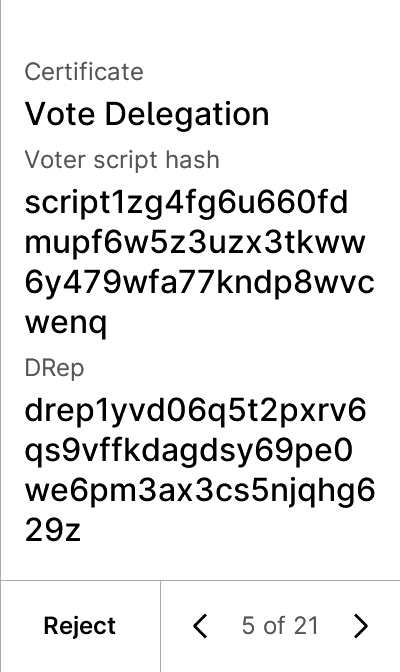 Certificate
Vote Delegation
Voter script hash
script1zg4fg6u660fd
mupf6w5z3uzx3tkww
6y479wfa77kndp8wvc
wenq
DRep
drep1yvd06q5t2pxrv6
qs9vffkdagdsy69pe0
we6pm3ax3cs5njqhg6
29z
Reject
5 of 21